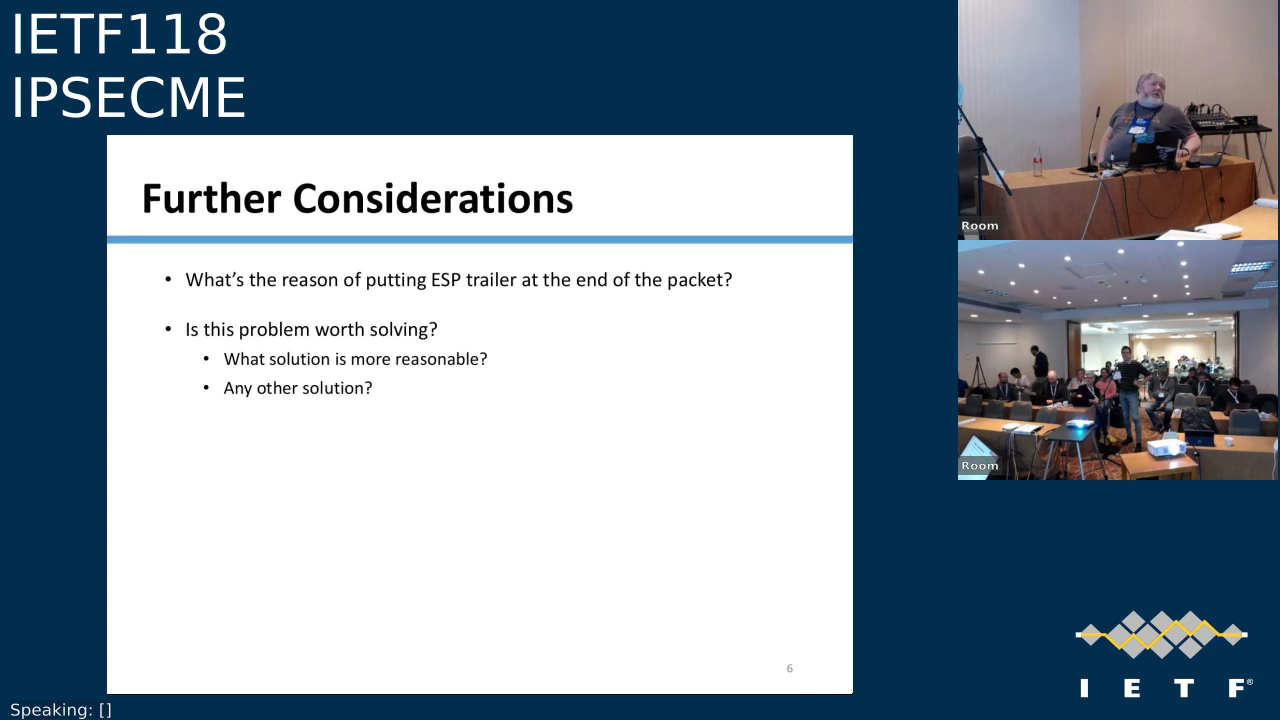 IETF118
IPSECME
Further Considerations
• What’s the reason of putting ESP trailer at the end of the packet?
• Is this problem worth solving?
• What solution is more reasonable?
• Any other solution?
6
Room
Room
I E T F®
Speaking: []